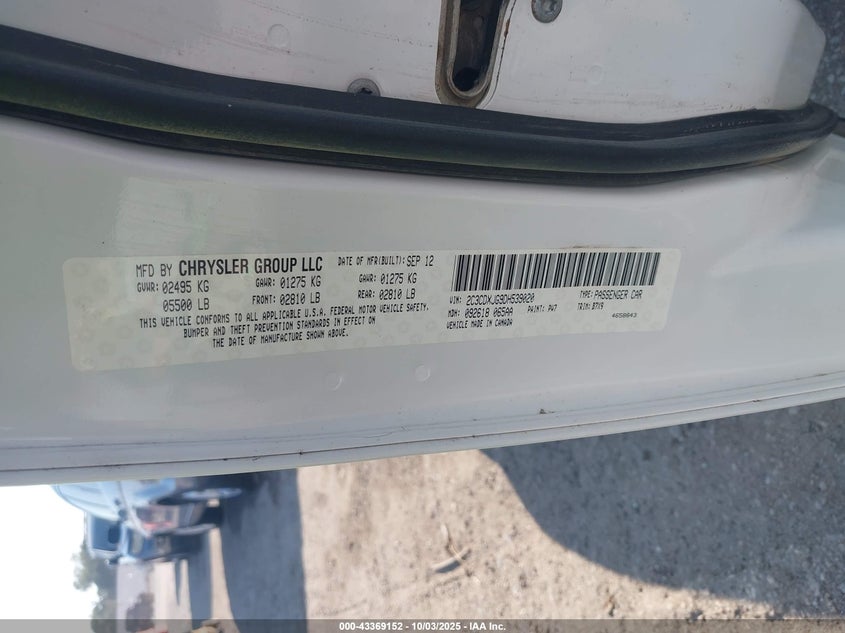 MFD BY CHRYSLER GROUP LLC DATE OF MFR(BUILT): SEP 12
GVWR: 02495 KG GAWR: 01275 KG GAWR: 01275 KG
05500 LB FRONT: 02810 LB REAR: 02810 LB
THIS VEHICLE CONFORMS TO ALL APPLICABLE U.S.A. FEDERAL MOTOR VEHICLE SAFETY,
BUMPER AND THEFT PREVENTION STANDARDS IN EFFECT ON
THE DATE OF MANUFACTURE SHOWN ABOVE.
VIN: 2C3CDXJG9DH539020 TYPE: PASSENGER CAR
MDH: 092618 065AA PAINT: PW7 TRIM: B7X9
VEHICLE MADE IN CANADA 4658643
000-43369152 - 10/03/2025 - IAA Inc.